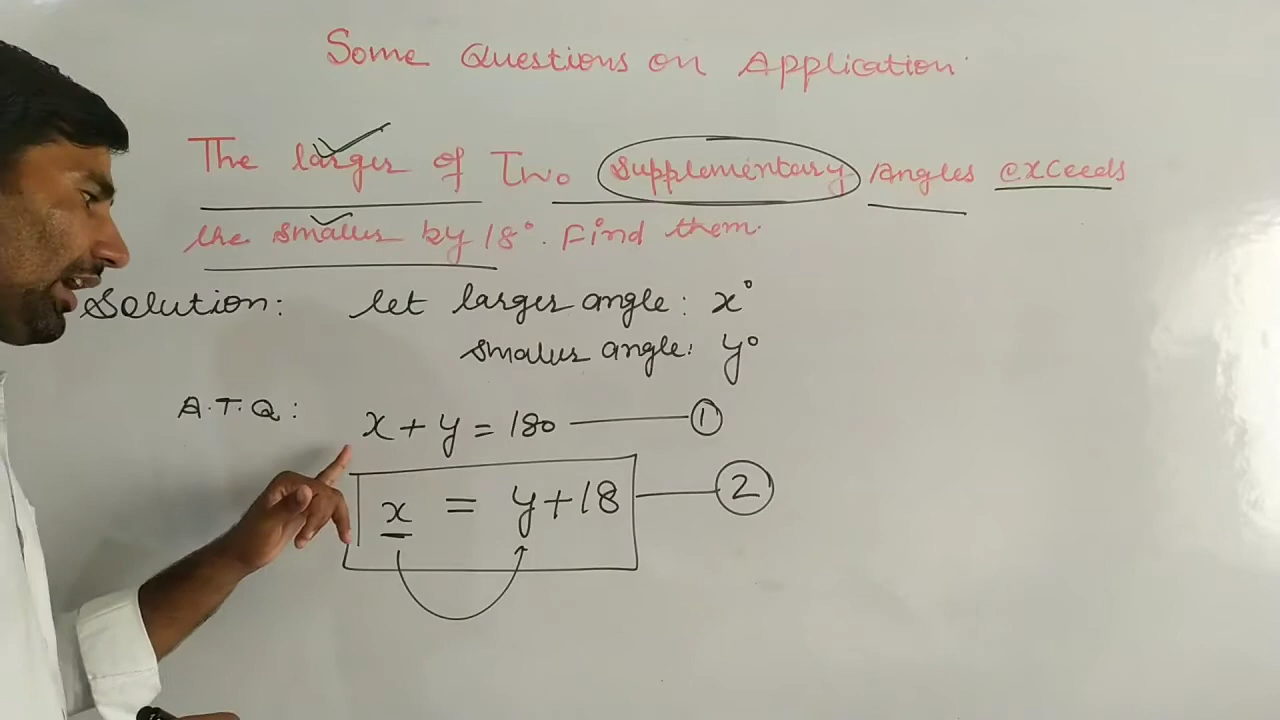 Some Questions on Application.
The larger of Two Supplementary Angles exceeds
the smaller by 18°. Find them.
Solution: let larger angle: x°
smaller angle: y°
A.T.Q: x + y = 180 ——— ①
x = y + 18 ——— ②